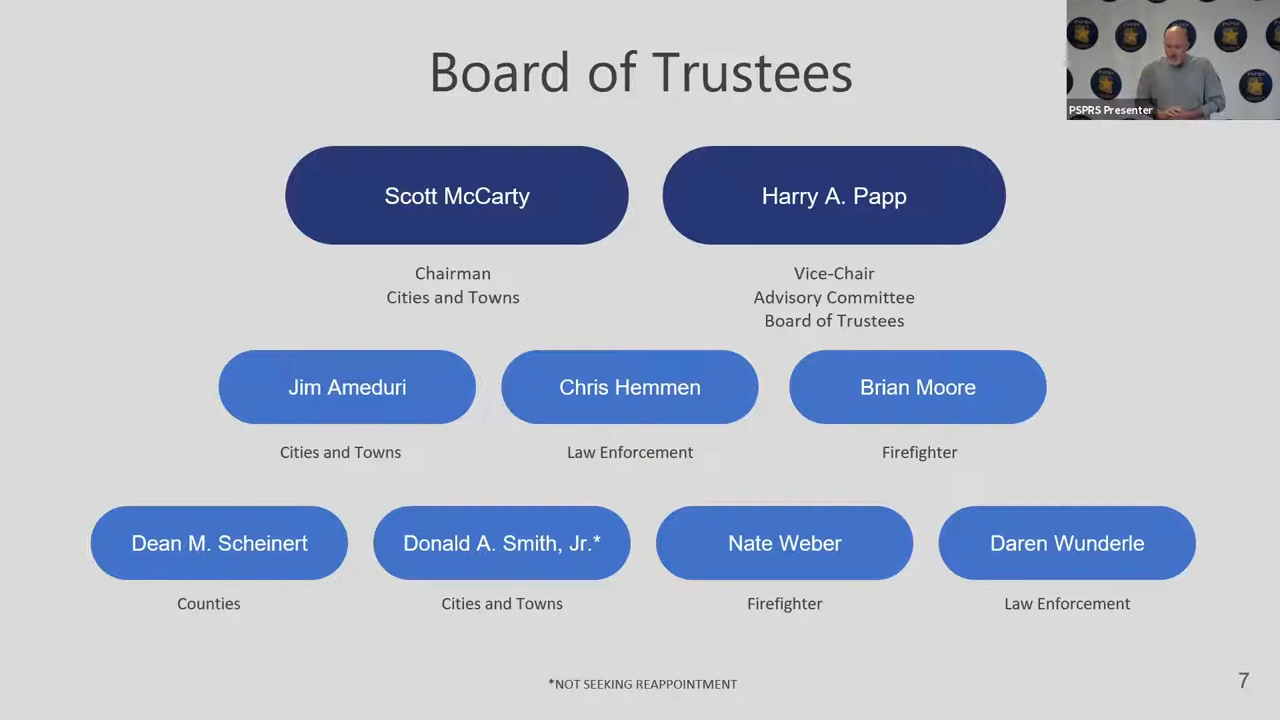 Board of Trustees
PSPRS Presenter
Scott McCarty
Harry A. Papp
Chairman
Cities and Towns
Vice-Chair
Advisory Committee
Board of Trustees
Jim Ameduri
Chris Hemmen
Brian Moore
Cities and Towns
Law Enforcement
Firefighter
Dean M. Scheinert
Donald A. Smith, Jr.*
Nate Weber
Daren Wunderle
Counties
Cities and Towns
Firefighter
Law Enforcement
*NOT SEEKING REAPPOINTMENT
7